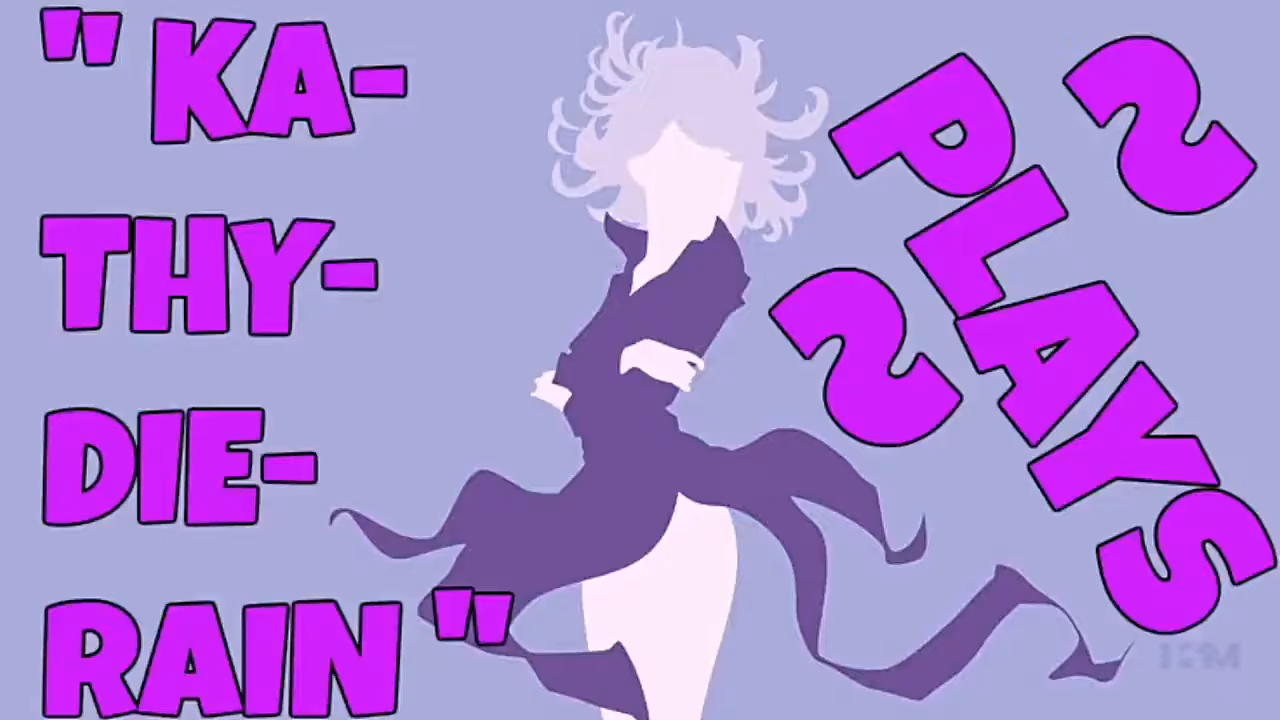 " KA-
THY-
DIE-
RAIN "
S PLAYS S